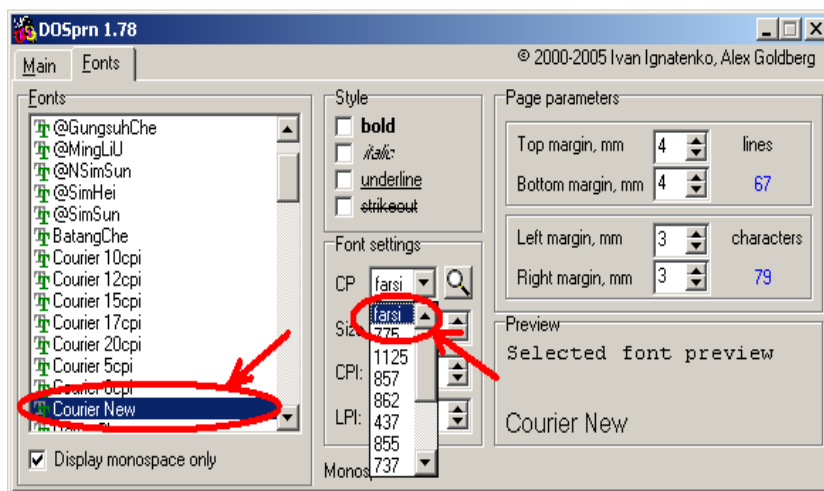 DOSprn 1.78
Main
Fonts
© 2000-2005 Ivan Ignatenko, Alex Goldberg
Fonts
@GungsuhChe
@MingLiU
@NSimSun
@SimHei
@SimSun
BatangChe
Courier 10cpi
Courier 12cpi
Courier 15cpi
Courier 17cpi
Courier 20cpi
Courier 5cpi
Courier 6cpi
Courier New
Display monospace only
Style
bold
italic
underline
strikeout
Font settings
CP farsi
farsi
775
1125
857
862
437
855
737
CPI:
LPI:
Page parameters
Top margin, mm 4 lines
Bottom margin, mm 4 67
Left margin, mm 3 characters
Right margin, mm 3 79
Preview
Selected font preview
Courier New